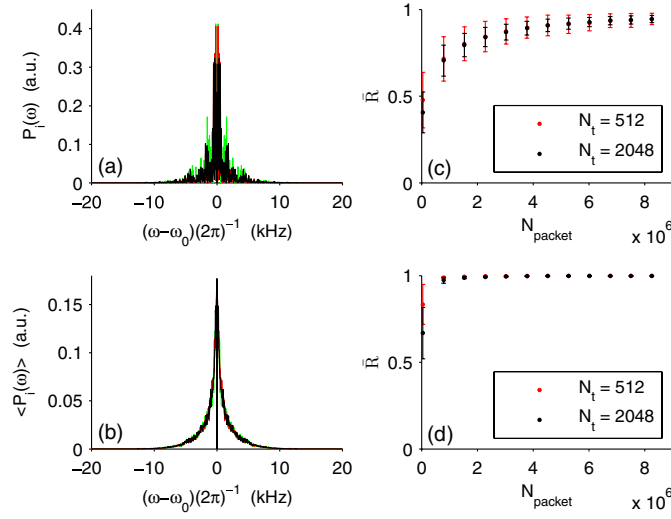 0.4
0.3
0.2
0.1
0
P_i(ω) (a.u.)
(a)
−20 −10 0 10 20
(ω−ω_0)(2π)^{-1} (kHz)
1
0.5
0
R̄
N_t = 512
N_t = 2048
(c)
0 2 4 6 8
N_packet
x 10^6
0.15
0.1
0.05
0
<P_i(ω)> (a.u.)
(b)
−20 −10 0 10 20
(ω−ω_0)(2π)^{-1} (kHz)
1
0.5
0
R̄
N_t = 512
N_t = 2048
(d)
0 2 4 6 8
N_packet
x 10^6